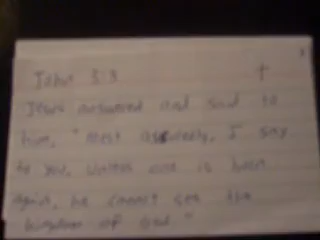 John 3:3 †
Jesus answered and said to
him, "Most assuredly, I say
to you, unless one is born
again, he cannot see the
kingdom of God."